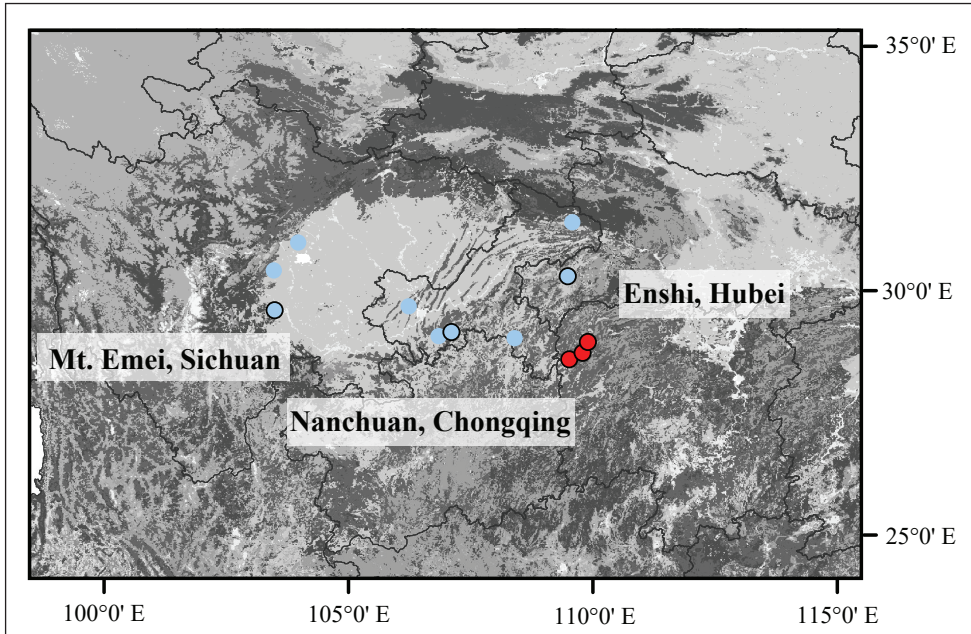 35°0' E
30°0' E
Enshi, Hubei
Mt. Emei, Sichuan
Nanchuan, Chongqing
25°0' E
100°0' E
105°0' E
110°0' E
115°0' E